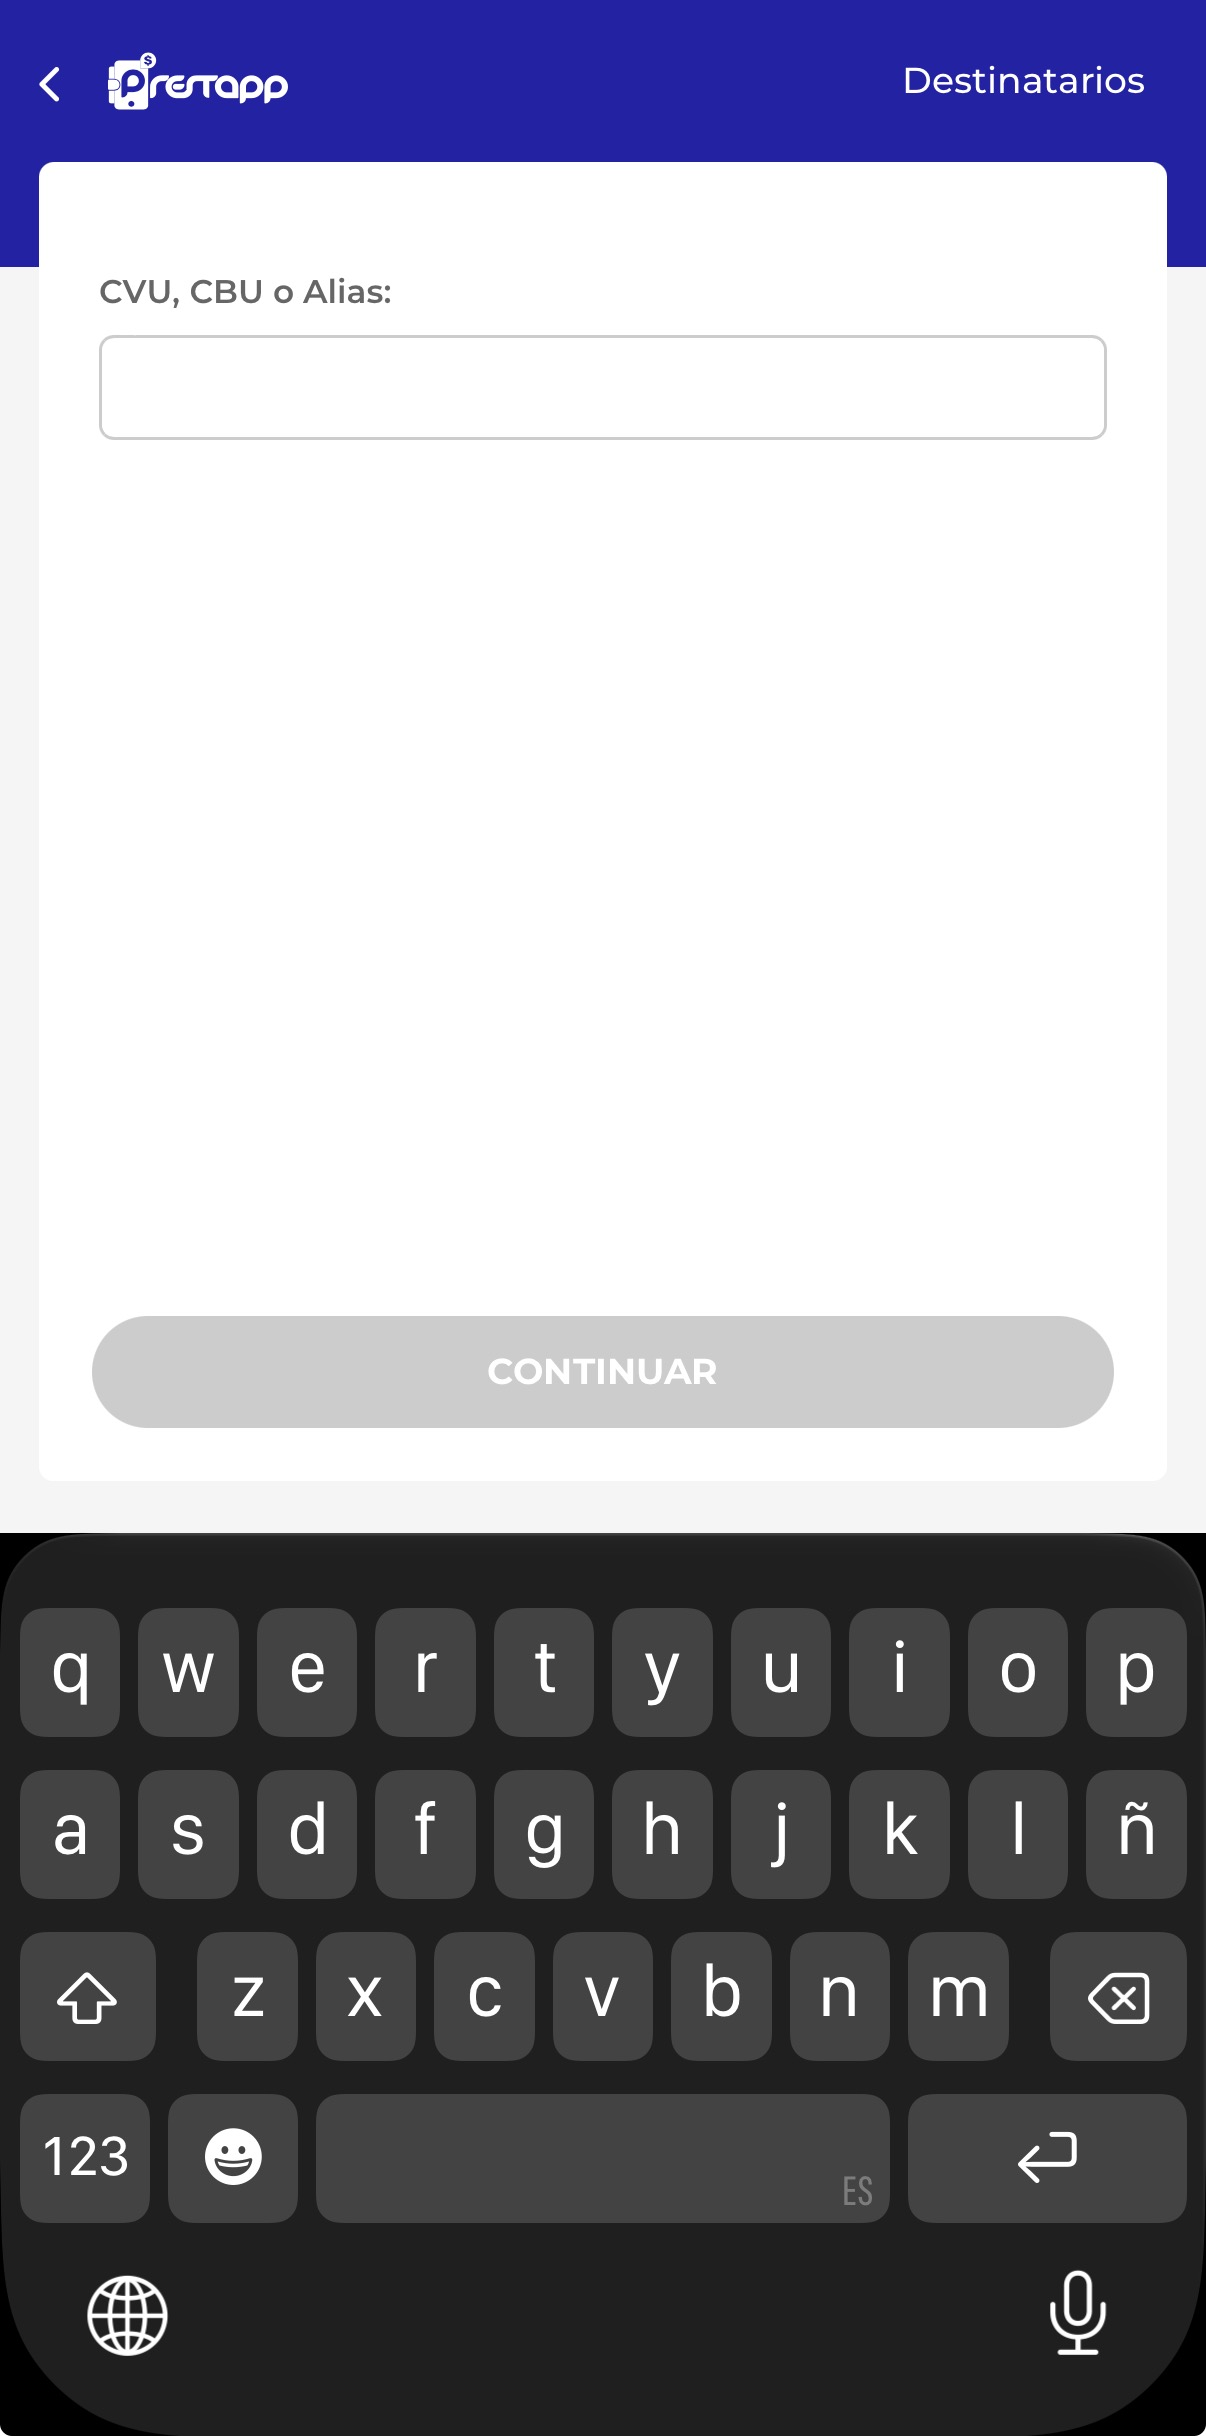 Prestapp
Destinatarios
CVU, CBU o Alias:
CONTINUAR
q w e r t y u i o p
a s d f g h j k l ñ
z x c v b n m
123
ES